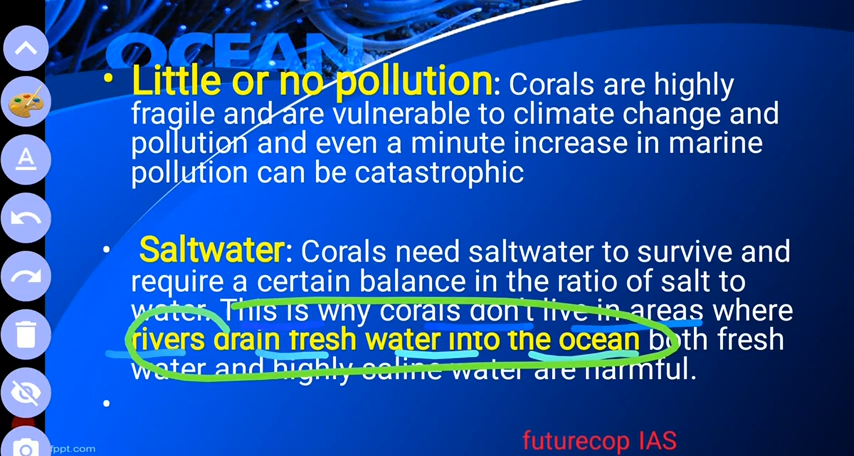 OCEAN
• Little or no pollution: Corals are highly
fragile and are vulnerable to climate change and
pollution and even a minute increase in marine
pollution can be catastrophic
• Saltwater: Corals need saltwater to survive and
require a certain balance in the ratio of salt to
water. This is why corals don't live in areas where
rivers drain fresh water into the ocean both fresh
water and highly saline water are harmful.
•
A
fppt.com
futurecop IAS